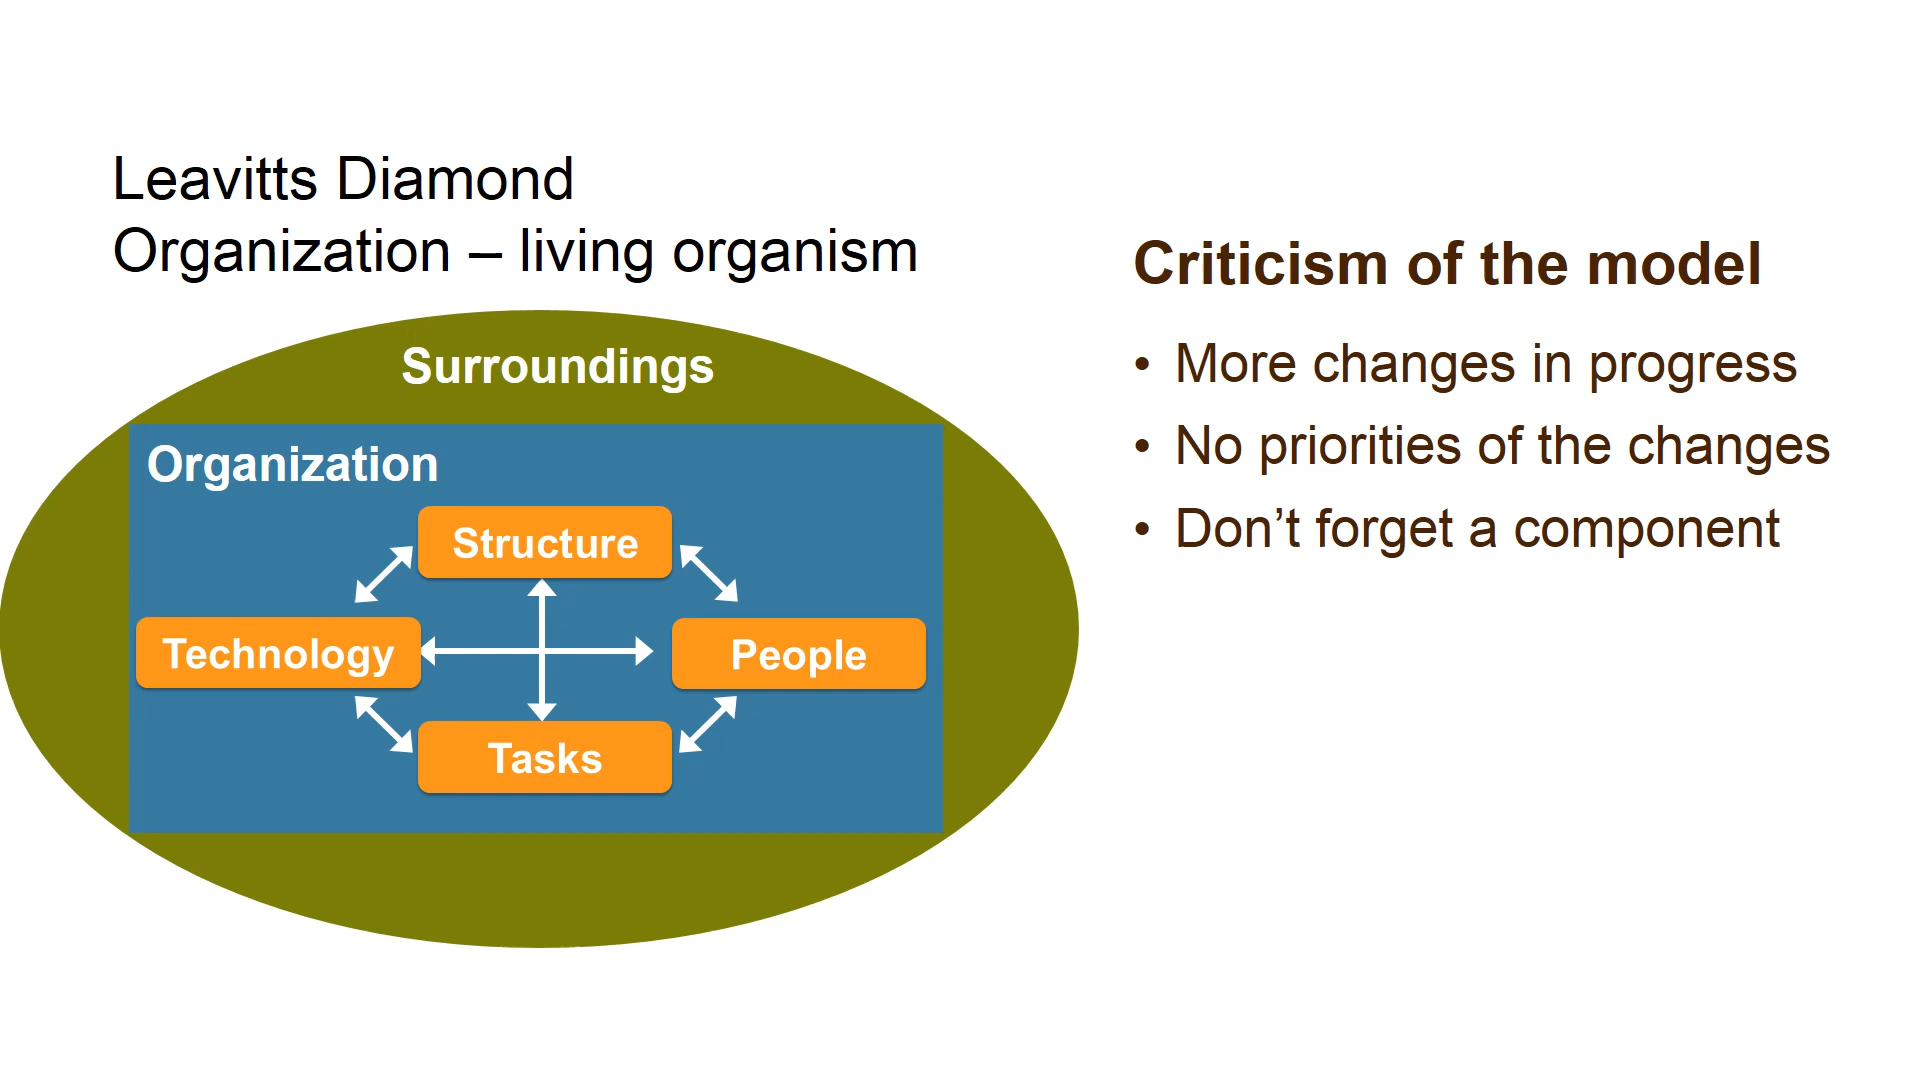 Leavitts Diamond
Organization – living organism
Surroundings
Organization
Structure
Technology
People
Tasks
Criticism of the model
• More changes in progress
• No priorities of the changes
• Don’t forget a component